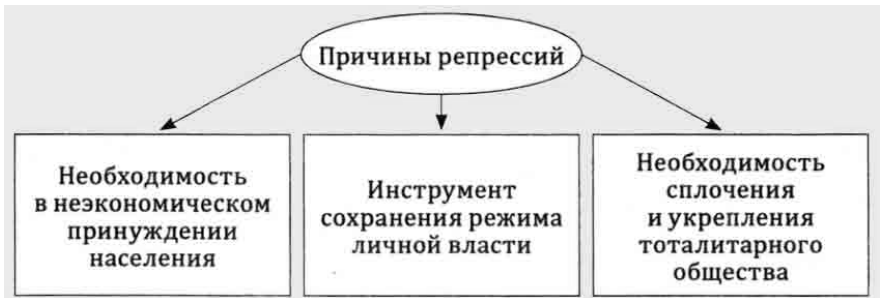 Причины репрессий
Необходимость
в неэкономическом
принуждении
населения
Инструмент
сохранения режима
личной власти
Необходимость
сплочения
и укрепления
тоталитарного
общества